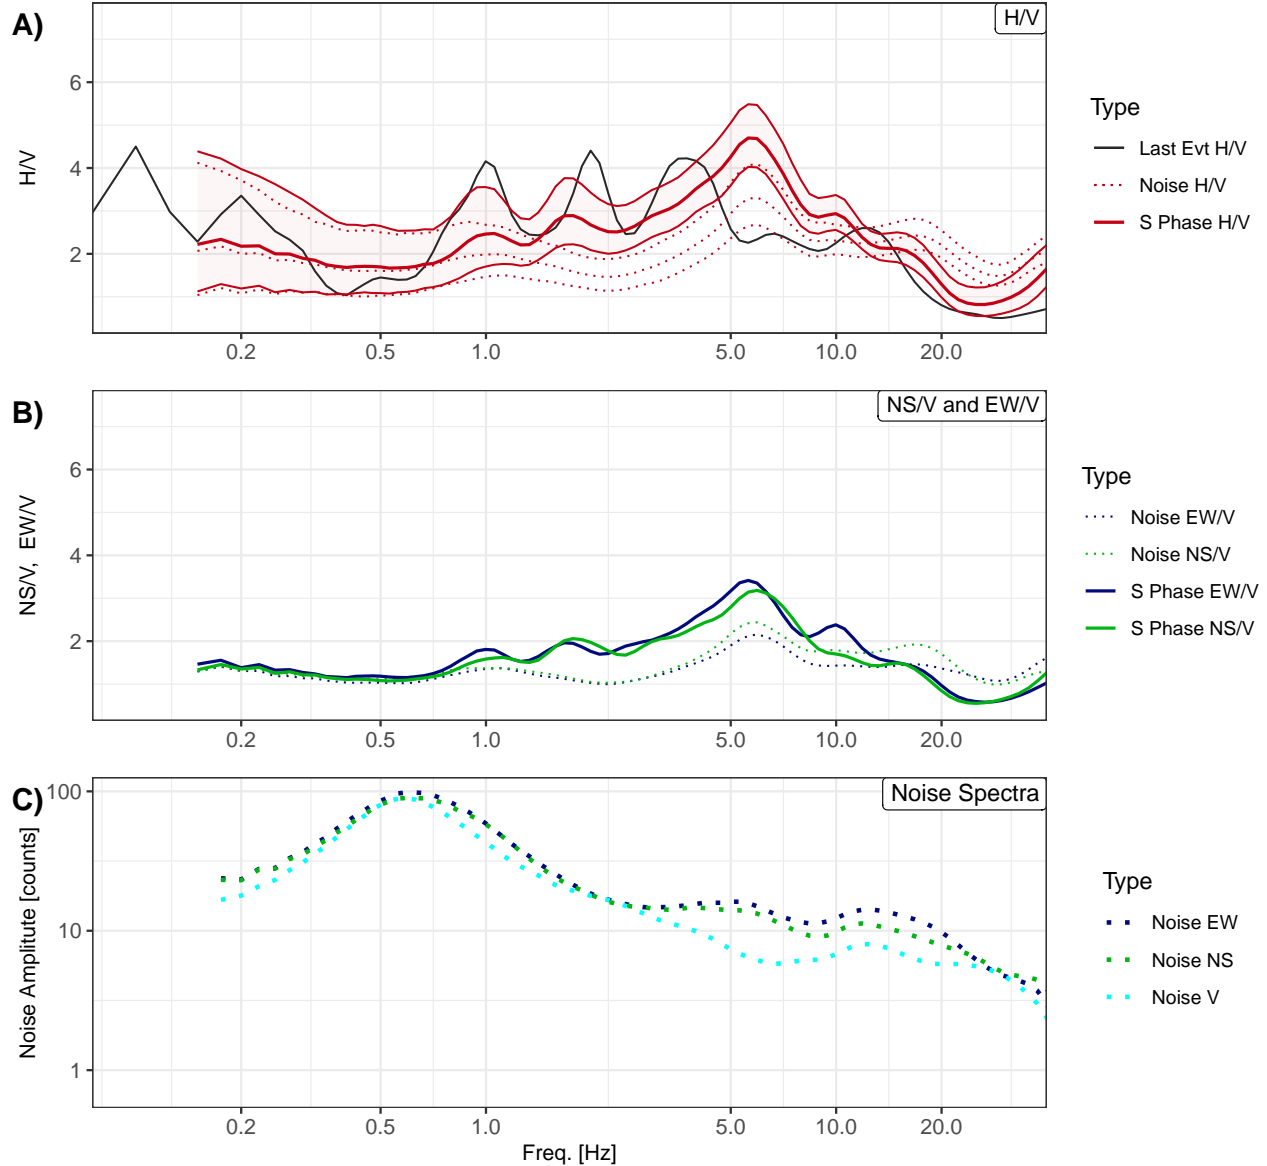 A)
H/V
6
4
2
H/V
0.2 0.5 1.0 5.0 10.0 20.0
Type
Last Evt H/V
Noise H/V
S Phase H/V
B)
NS/V and EW/V
6
4
2
NS/V, EW/V
0.2 0.5 1.0 5.0 10.0 20.0
Type
Noise EW/V
Noise NS/V
S Phase EW/V
S Phase NS/V
C)
Noise Spectra
100
10
1
Noise Amplitute [counts]
0.2 0.5 1.0 5.0 10.0 20.0
Freq. [Hz]
Type
Noise EW
Noise NS
Noise V